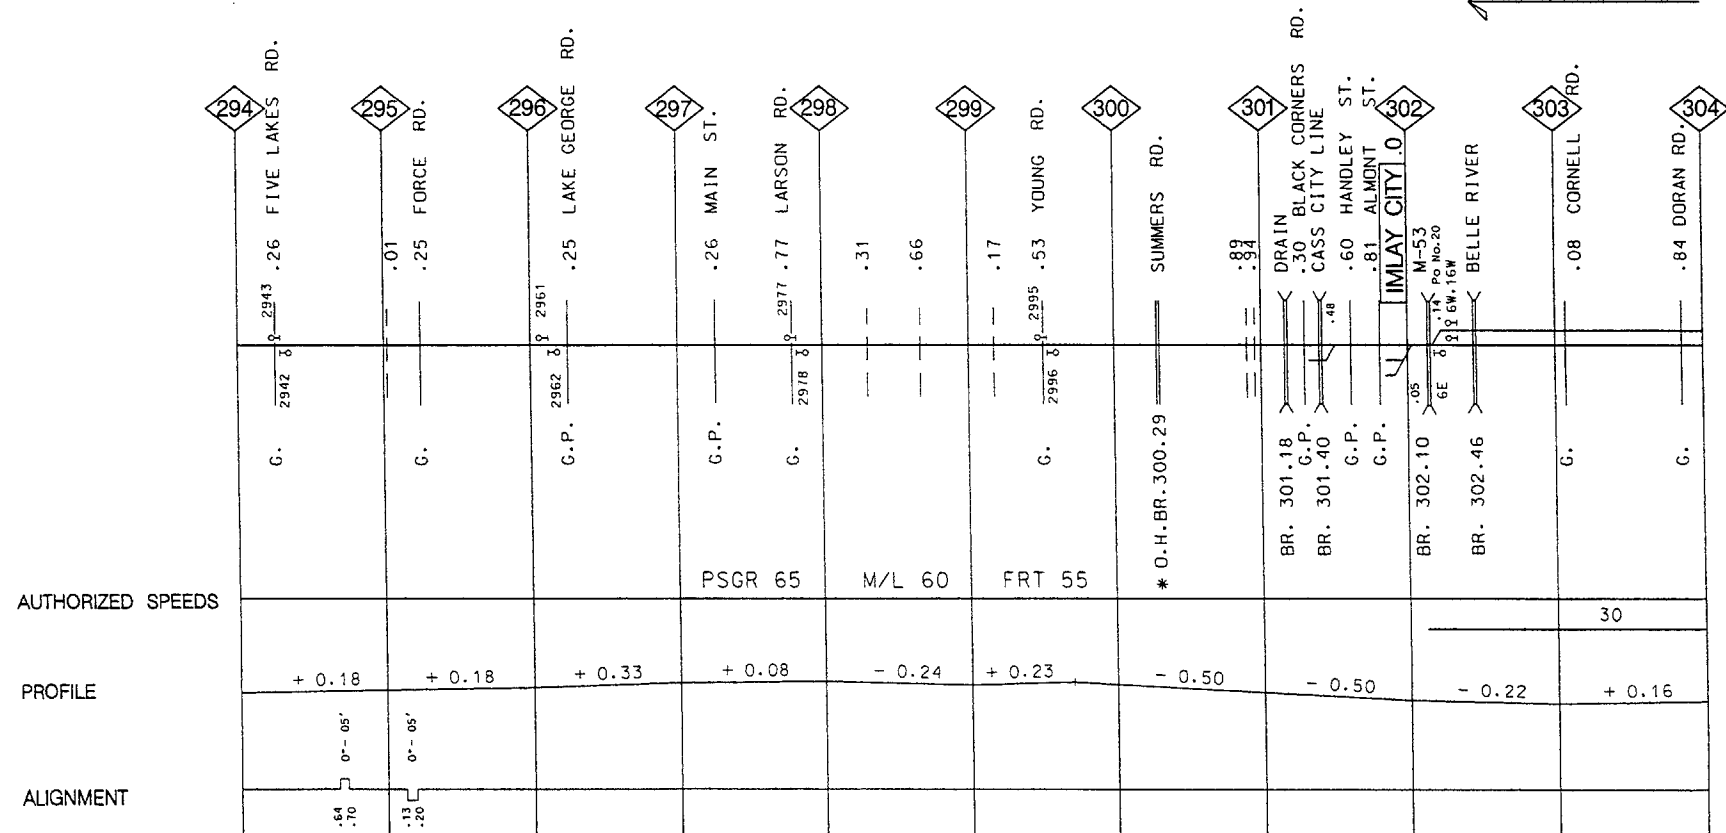 294
295
296
297
298
299
300
301
302
303
304
.26 FIVE LAKES RD.
.01
.25 FORCE RD.
.25 LAKE GEORGE RD.
.26 MAIN ST.
.77 LARSON RD.
.31
.66
.17
.53 YOUNG RD.
SUMMERS RD.
.89
.94
DRAIN
.30 BLACK CORNERS RD.
CASS CITY LINE
.60 HANDLEY ST.
.81 ALMONT ST.
IMLAY CITY .0
M-53
.14 Po No.20
6W,16W
BELLE RIVER
.08 CORNELL RD.
.84 DORAN RD.
2943
2961
2977
2995
.48
2942
2962
2978
2996
.05
6E
G.
G.
G.P.
G.P.
G.
G.
* O.H.BR.300.29
BR. 301.18
G.P.
BR. 301.40
G.P.
G.P.
BR. 302.10
BR. 302.46
G.
G.
PSGR 65 M/L 60 FRT 55
AUTHORIZED SPEEDS
30
PROFILE
+ 0.18
+ 0.18
+ 0.33
+ 0.08
- 0.24
+ 0.23
- 0.50
- 0.50
- 0.22
+ 0.16
0°- 05'
0°- 05'
ALIGNMENT
.64
.70
.13
.20